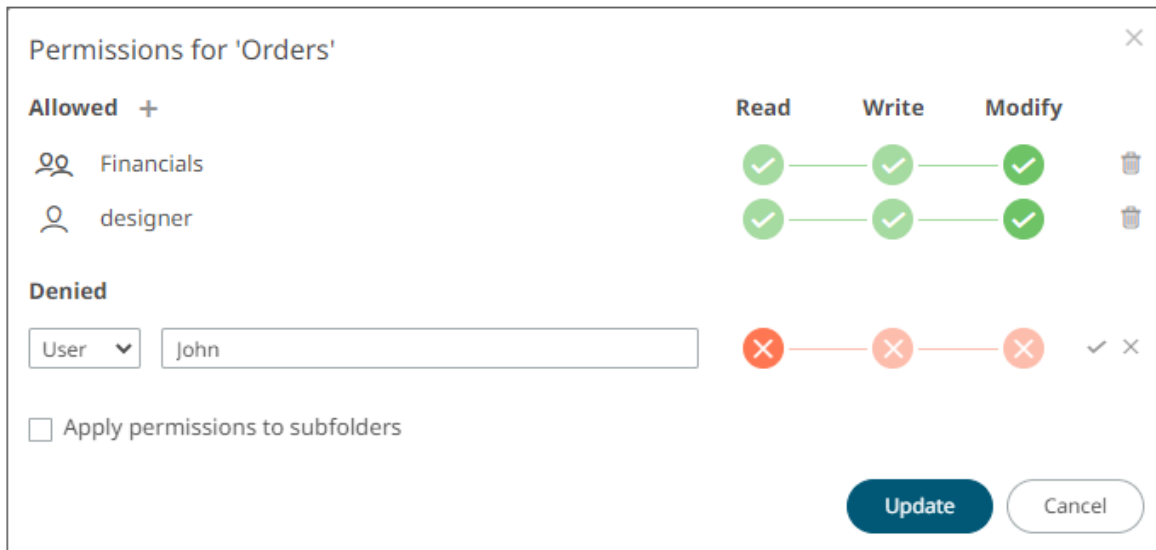 Permissions for 'Orders'
Allowed + Read Write Modify
Financials
designer
Denied
User John
Apply permissions to subfolders
Update Cancel